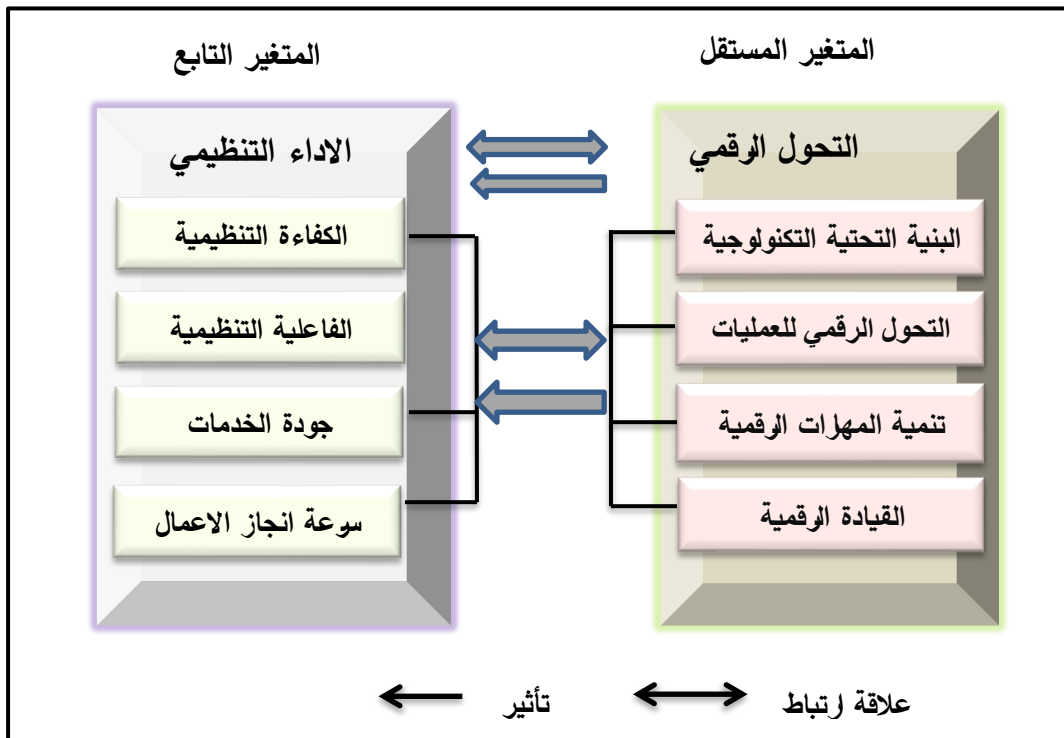 المتغير المستقل
المتغير التابع
التحول الرقمي
البنية التحتية التكنولوجية
التحول الرقمي للعمليات
تنمية المهارات الرقمية
القيادة الرقمية
الاداء التنظيمي
الكفاءة التنظيمية
الفاعلية التنظيمية
جودة الخدمات
سرعة انجاز الاعمال
علاقة ارتباط
تأثير